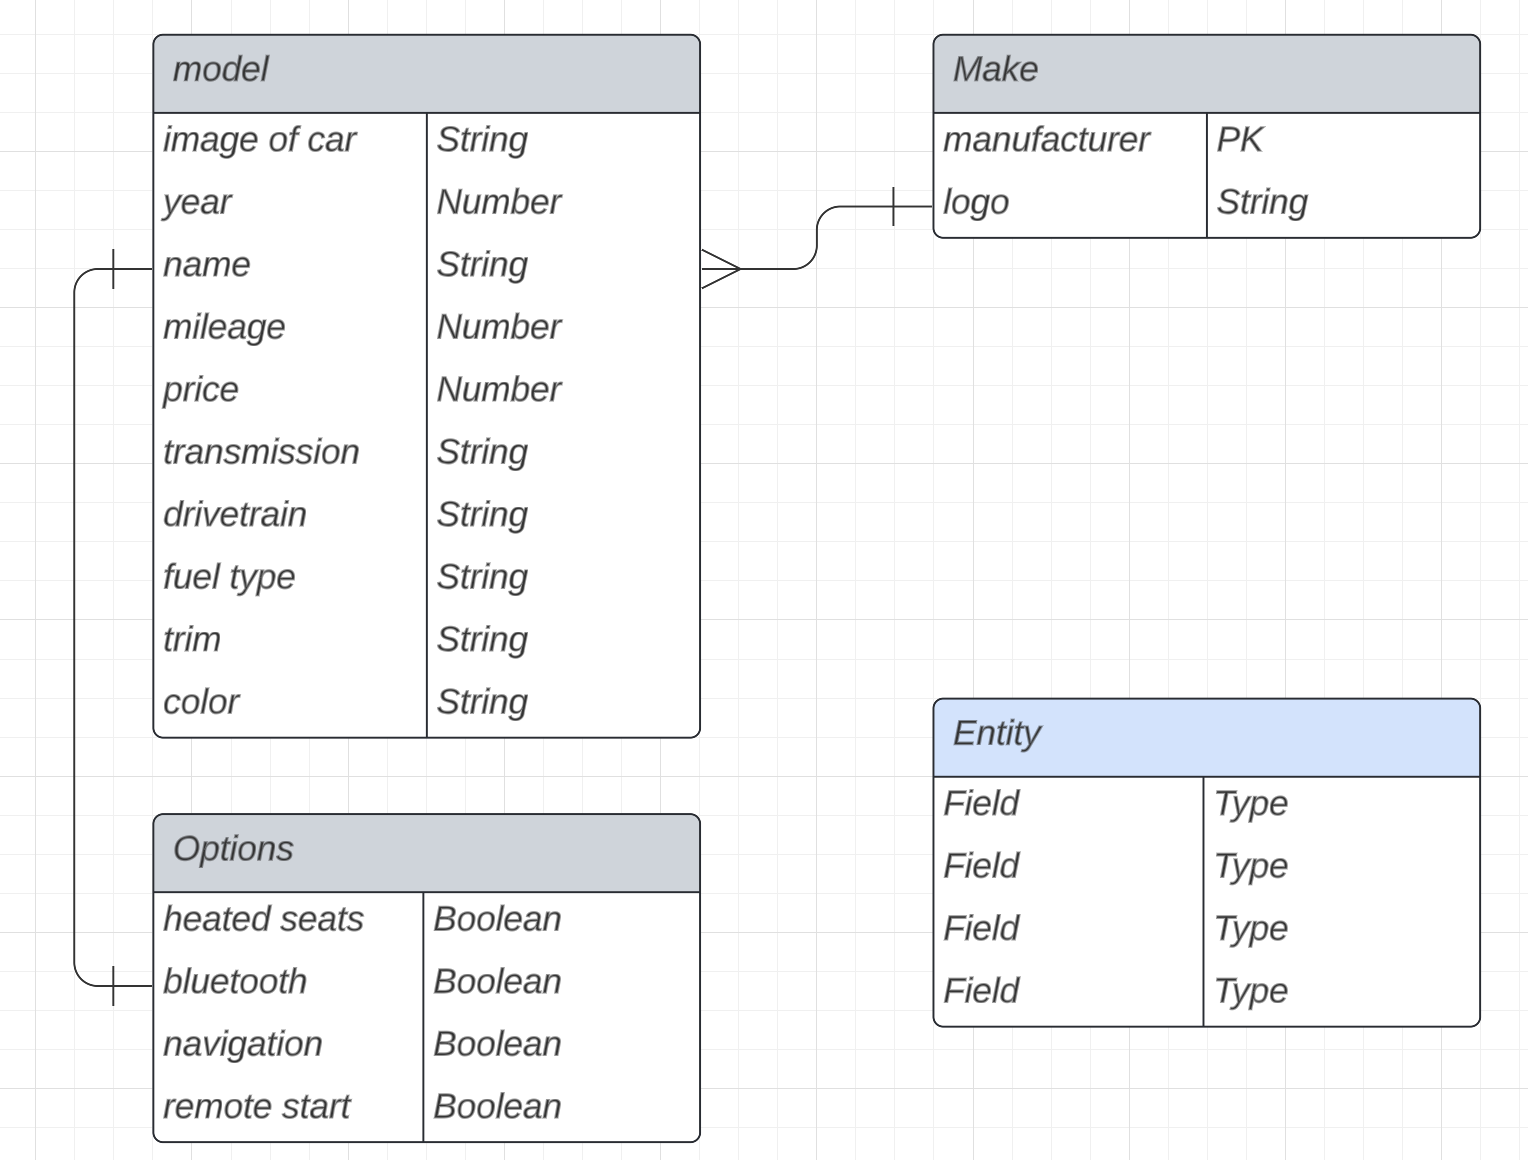 model
image of car String
year Number
name String
mileage Number
price Number
transmission String
drivetrain String
fuel type String
trim String
color String
Make
manufacturer PK
logo String
Options
heated seats Boolean
bluetooth Boolean
navigation Boolean
remote start Boolean
Entity
Field Type
Field Type
Field Type
Field Type